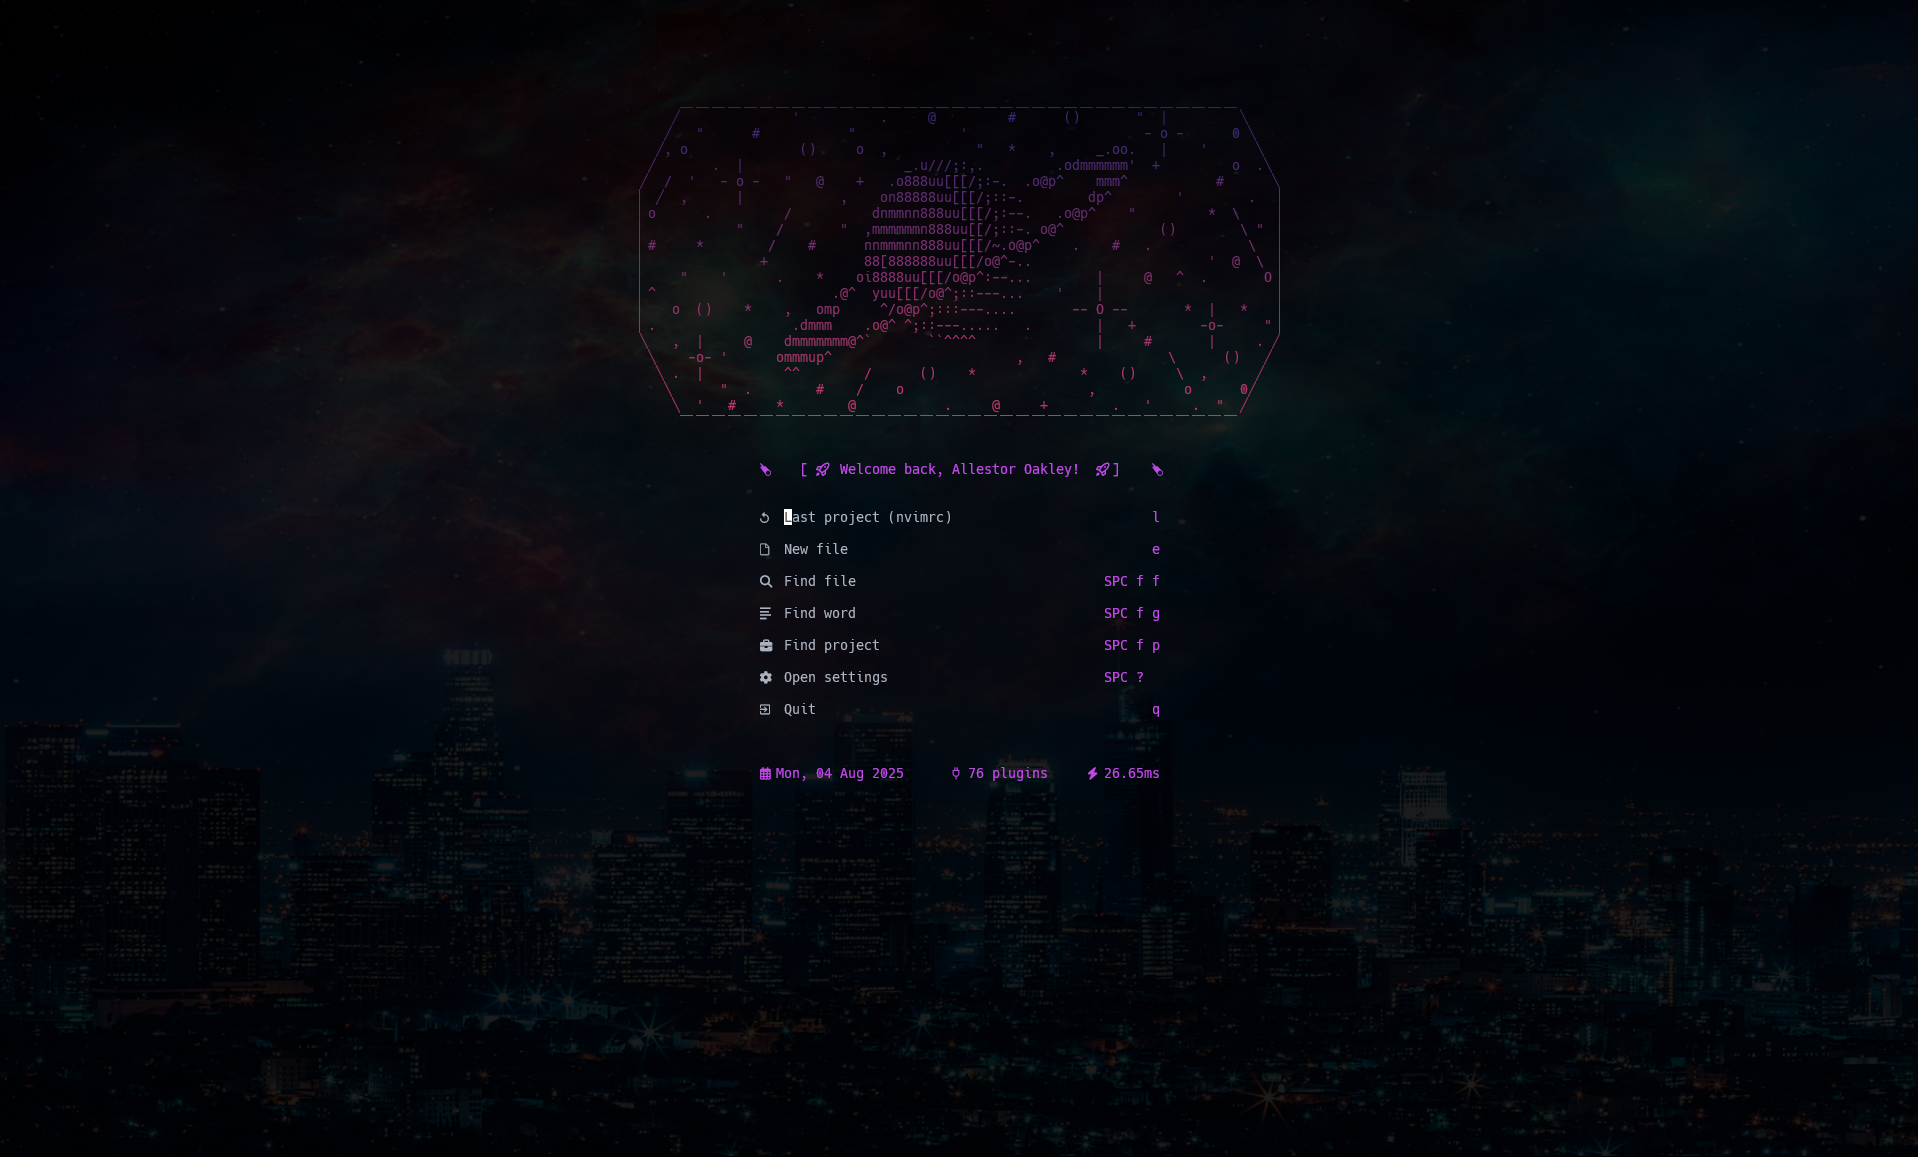 [ Welcome back, Allestor Oakley! ]
Last project (nvimrc) l
New file e
Find file SPC f f
Find word SPC f g
Find project SPC f p
Open settings SPC ?
Quit q
Mon, 04 Aug 2025 76 plugins 26.65ms